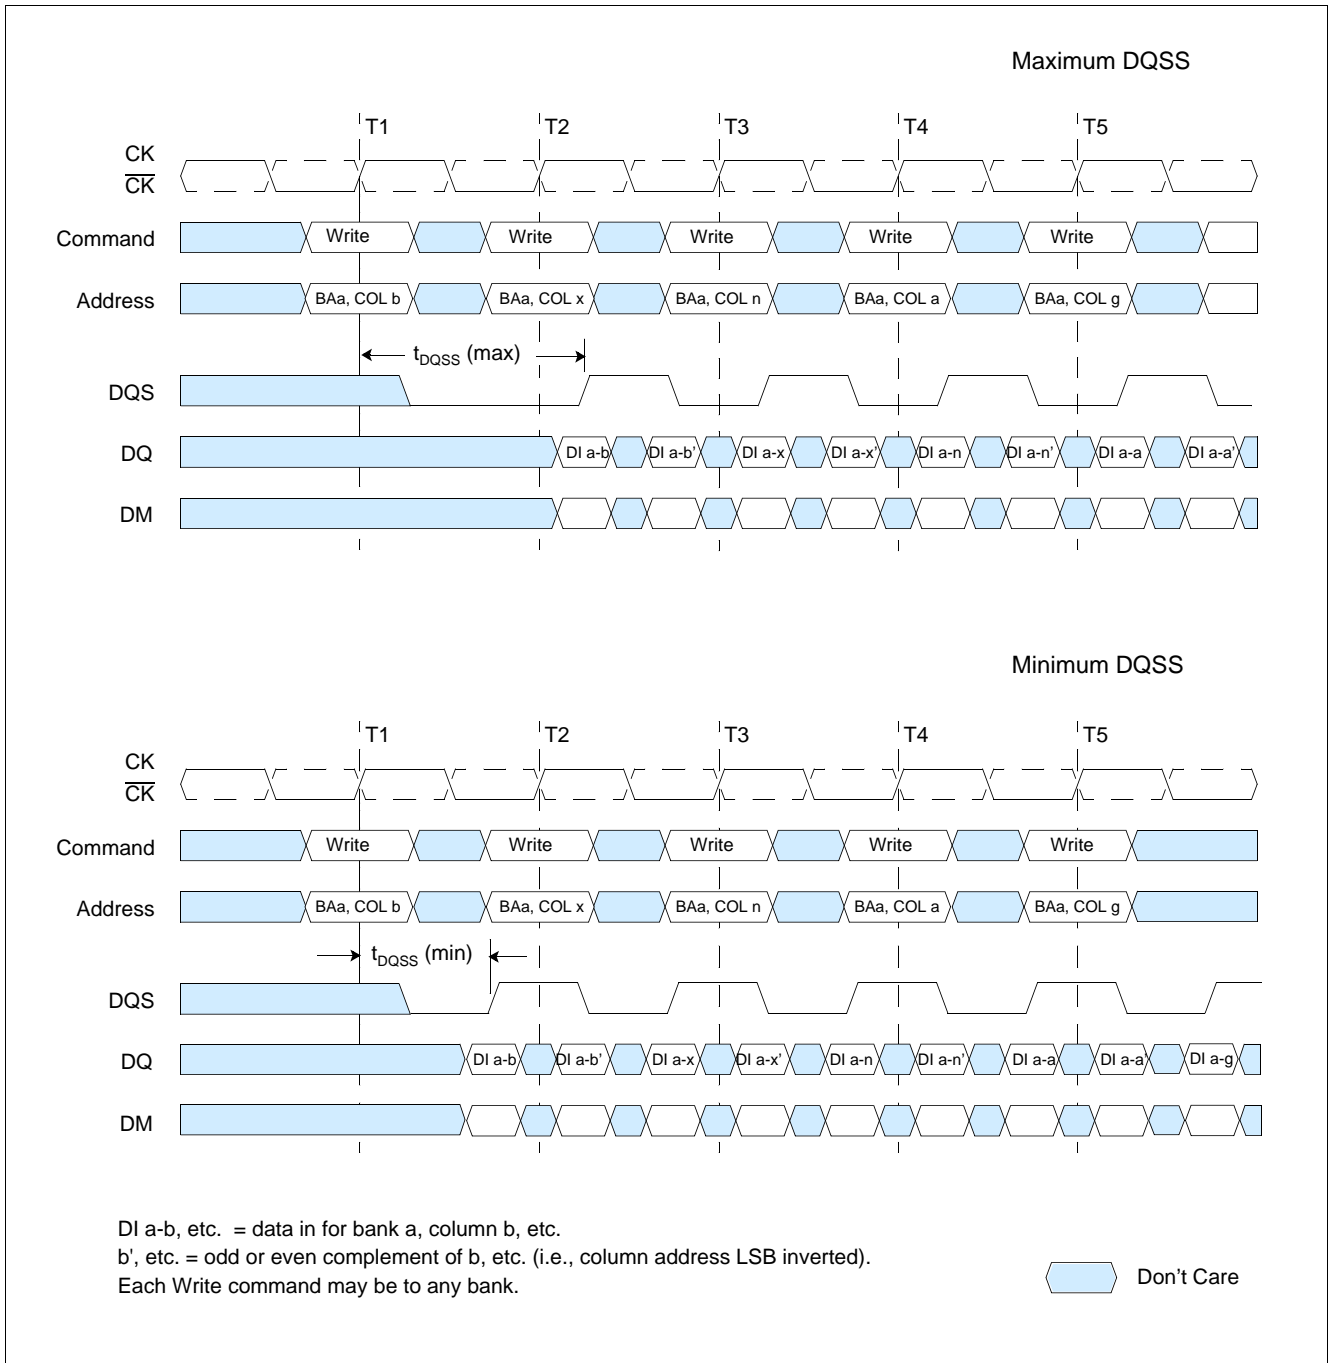 Maximum DQSS
T1 T2 T3 T4 T5
CK
CK
Command Write Write Write Write Write
Address BAa, COL b BAa, COL x BAa, COL n BAa, COL a BAa, COL g
tDQSS (max)
DQS
DQ DI a-b DI a-b' DI a-x DI a-x' DI a-n DI a-n' DI a-a DI a-a'
DM
Minimum DQSS
T1 T2 T3 T4 T5
CK
CK
Command Write Write Write Write Write
Address BAa, COL b BAa, COL x BAa, COL n BAa, COL a BAa, COL g
tDQSS (min)
DQS
DQ DI a-b DI a-b' DI a-x DI a-x' DI a-n DI a-n' DI a-a DI a-a' DI a-g
DM
DI a-b, etc. = data in for bank a, column b, etc.
b', etc. = odd or even complement of b, etc. (i.e., column address LSB inverted).
Each Write command may be to any bank.
Don't Care